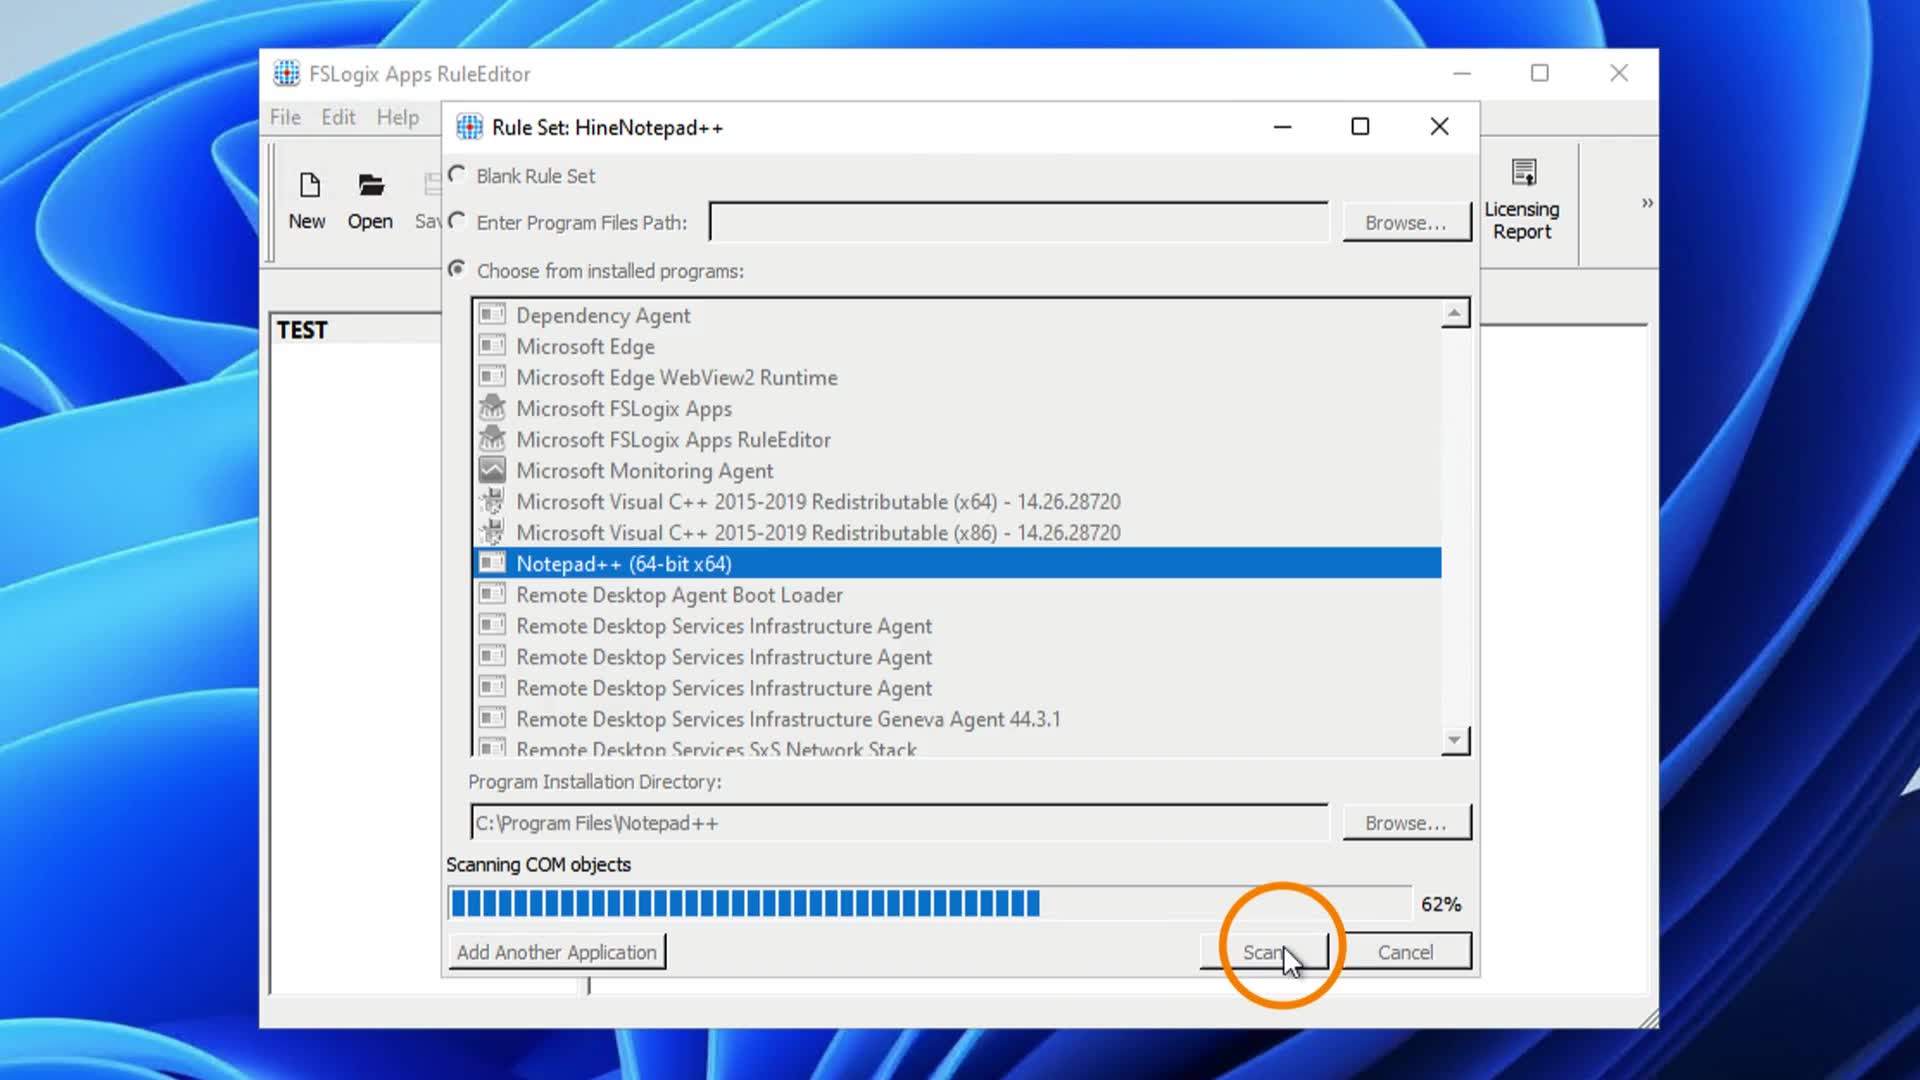 FSLogix Apps RuleEditor
File Edit Help
Rule Set: HineNotepad++
New Open Sav
Licensing
Report
»
Blank Rule Set
Enter Program Files Path: Browse...
Choose from installed programs:
TEST
Dependency Agent
Microsoft Edge
Microsoft Edge WebView2 Runtime
Microsoft FSLogix Apps
Microsoft FSLogix Apps RuleEditor
Microsoft Monitoring Agent
Microsoft Visual C++ 2015-2019 Redistributable (x64) - 14.26.28720
Microsoft Visual C++ 2015-2019 Redistributable (x86) - 14.26.28720
Notepad++ (64-bit x64)
Remote Desktop Agent Boot Loader
Remote Desktop Services Infrastructure Agent
Remote Desktop Services Infrastructure Agent
Remote Desktop Services Infrastructure Agent
Remote Desktop Services Infrastructure Geneva Agent 44.3.1
Remote Desktop Services SxS Network Stack
Program Installation Directory:
C:\Program Files\Notepad++ Browse...
Scanning COM objects
62%
Add Another Application Scan Cancel